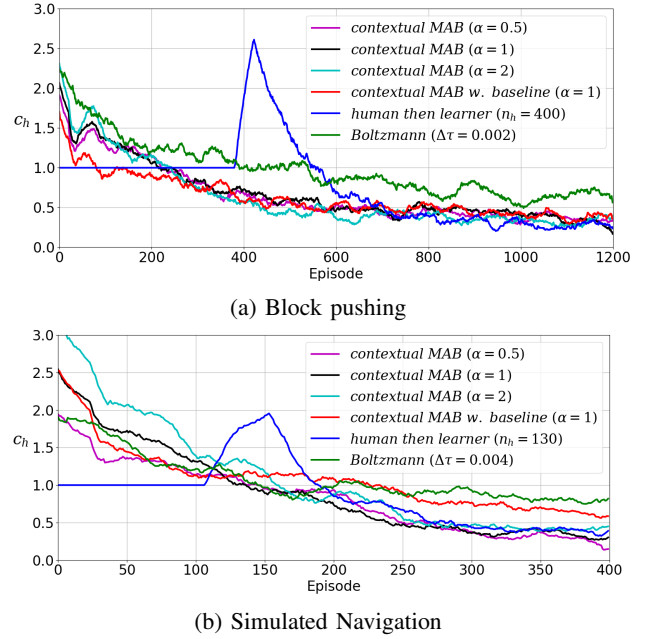 3.0
2.5
2.0
1.5
1.0
0.5
0.0
c_h
contextual MAB (α = 0.5)
contextual MAB (α = 1)
contextual MAB (α = 2)
contextual MAB w. baseline (α = 1)
human then learner (n_h = 400)
Boltzmann (Δτ = 0.002)
0 200 400 600 800 1000 1200
Episode
(a) Block pushing
3.0
2.5
2.0
1.5
1.0
0.5
0.0
c_h
contextual MAB (α = 0.5)
contextual MAB (α = 1)
contextual MAB (α = 2)
contextual MAB w. baseline (α = 1)
human then learner (n_h = 130)
Boltzmann (Δτ = 0.004)
0 50 100 150 200 250 300 350 400
Episode
(b) Simulated Navigation